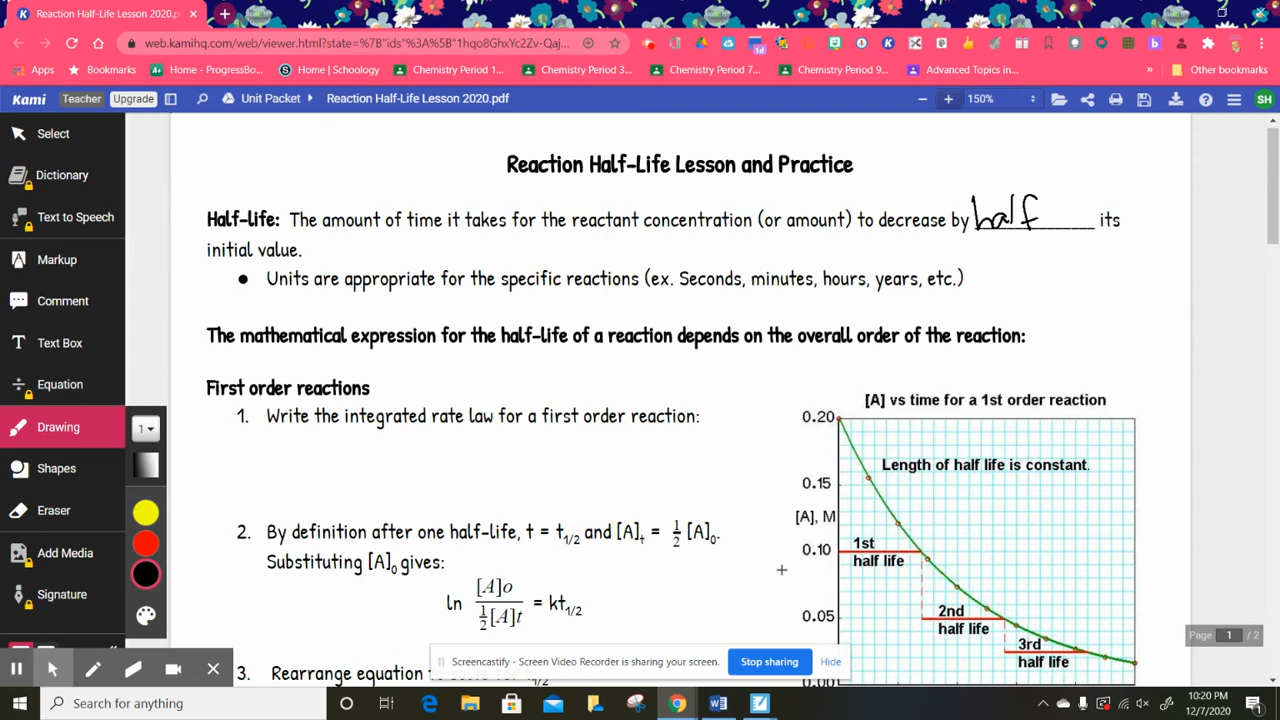 Reaction Half-Life Lesson 2020.p
web.kamihq.com/web/viewer.html?state=%7B"ids"%3A%5B"1hqo8GhxYc2Zv-Qaj...
1d
Apps
Bookmarks
Home - ProgressBo...
Home | Schoology
Chemistry Period 1...
Chemistry Period 3...
Chemistry Period 7...
Chemistry Period 9...
Advanced Topics in...
»
Other bookmarks
Kami
Teacher
Upgrade
Unit Packet
Reaction Half-Life Lesson 2020.pdf
150%
SH
Select
Dictionary
Text to Speech
Markup
Comment
Text Box
Equation
Drawing
1
Shapes
Eraser
Add Media
Signature
Reaction Half-Life Lesson and Practice
Half-life: The amount of time it takes for the reactant concentration (or amount) to decrease by half its
initial value.
● Units are appropriate for the specific reactions (ex. Seconds, minutes, hours, years, etc.)
The mathematical expression for the half-life of a reaction depends on the overall order of the reaction:
First order reactions
1. Write the integrated rate law for a first order reaction:
2. By definition after one half-life, t = t1/2 and [A]t = 1/2 [A]0.
Substituting [A]0 gives:
ln [A]o / 1/2[A]t = kt1/2
3. Rearrange equation to solve for t1/2
[A] vs time for a 1st order reaction
0.20
Length of half life is constant.
0.15
[A], M
0.10
1st
half life
0.05
2nd
half life
3rd
half life
0.00
Page 1 / 2
Screencastify - Screen Video Recorder is sharing your screen.
Stop sharing
Hide
Type here to search
10:20 PM
12/7/2020